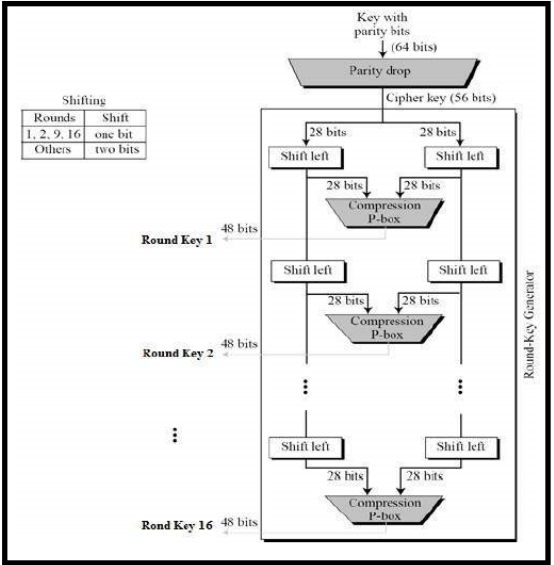 Key with
parity bits
(64 bits)
Parity drop
Cipher key (56 bits)
Shifting
Rounds Shift
1, 2, 9, 16 one bit
Others two bits
28 bits 28 bits
Shift left Shift left
28 bits 28 bits
Compression
P-box
48 bits
Round Key 1
Shift left Shift left
28 bits 28 bits
Compression
P-box
48 bits
Round Key 2
Round-Key Generator
Shift left Shift left
28 bits 28 bits
Compression
P-box
Rond Key 16 48 bits